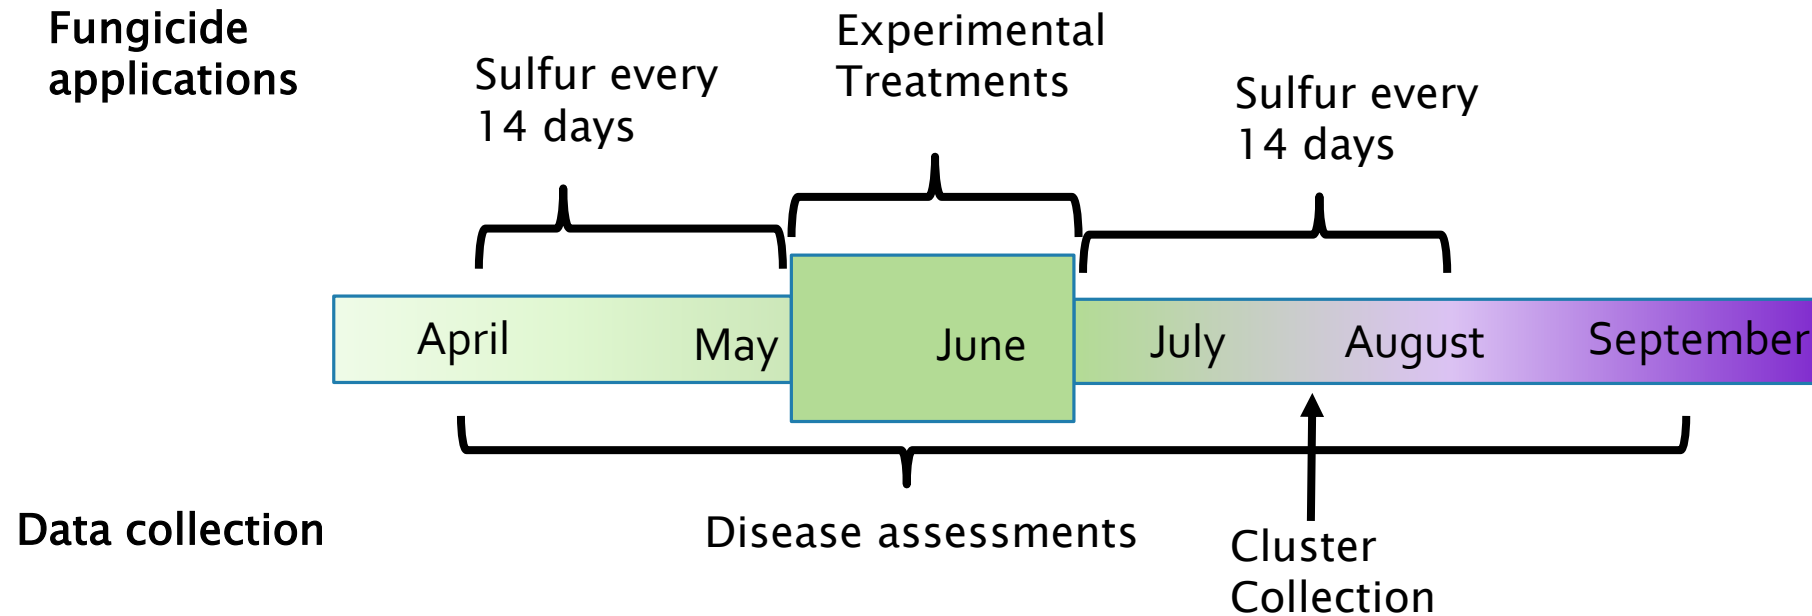 Fungicide
applications
Sulfur every
14 days
Experimental
Treatments
Sulfur every
14 days
April
May
June
July
August
September
Data collection
Disease assessments
Cluster
Collection